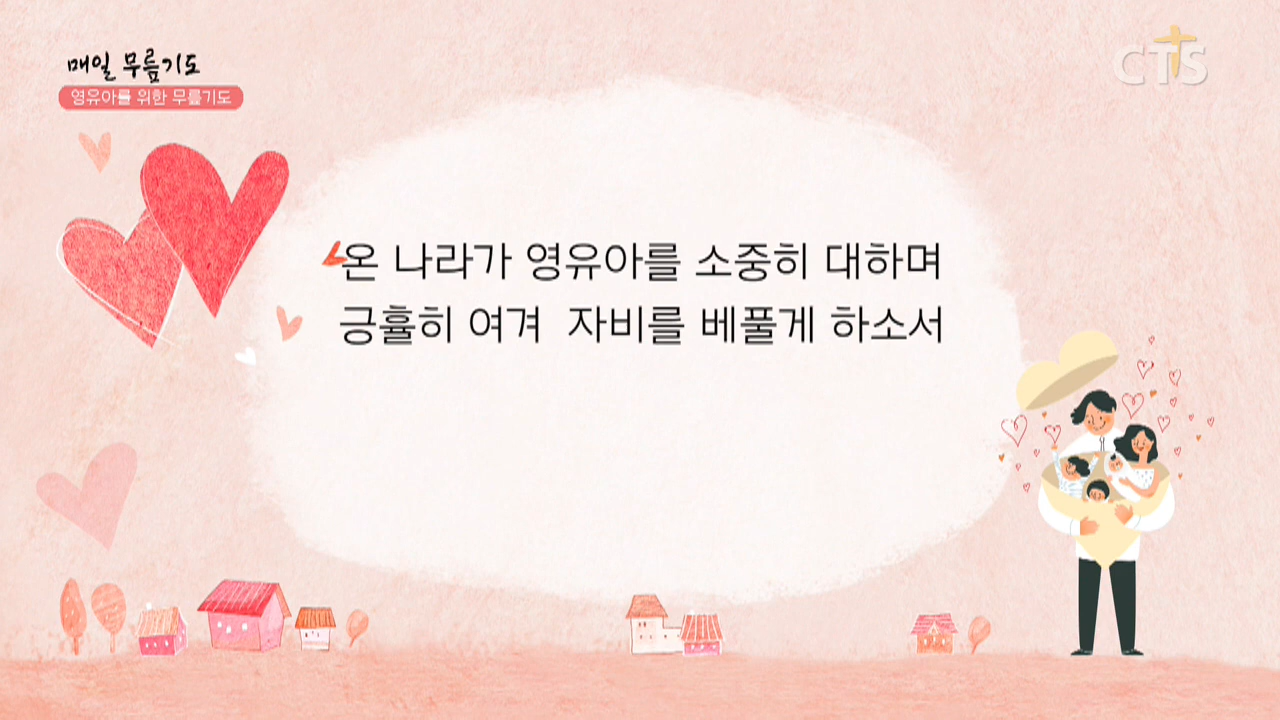 매일 무릎기도
영유아를 위한 무릎기도
CTS
온 나라가 영유아를 소중히 대하며
긍휼히 여겨 자비를 베풀게 하소서